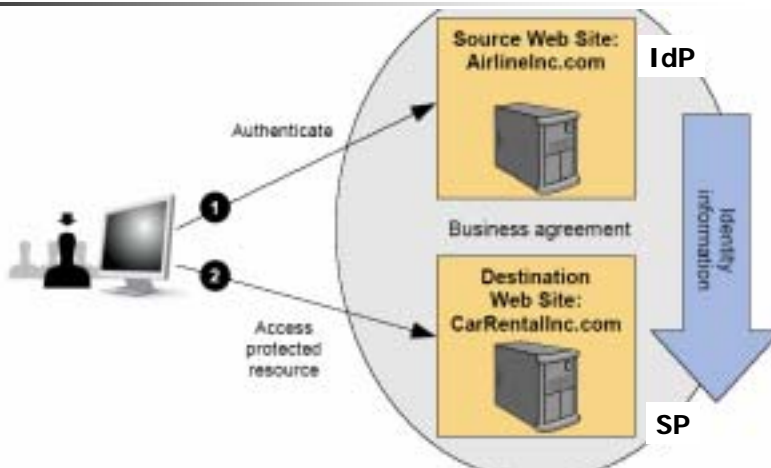 Source Web Site:
AirlineInc.com
IdP
Authenticate
1
Business agreement
Identity
information
2
Destination
Web Site:
CarRentalInc.com
Access
protected
resource
SP